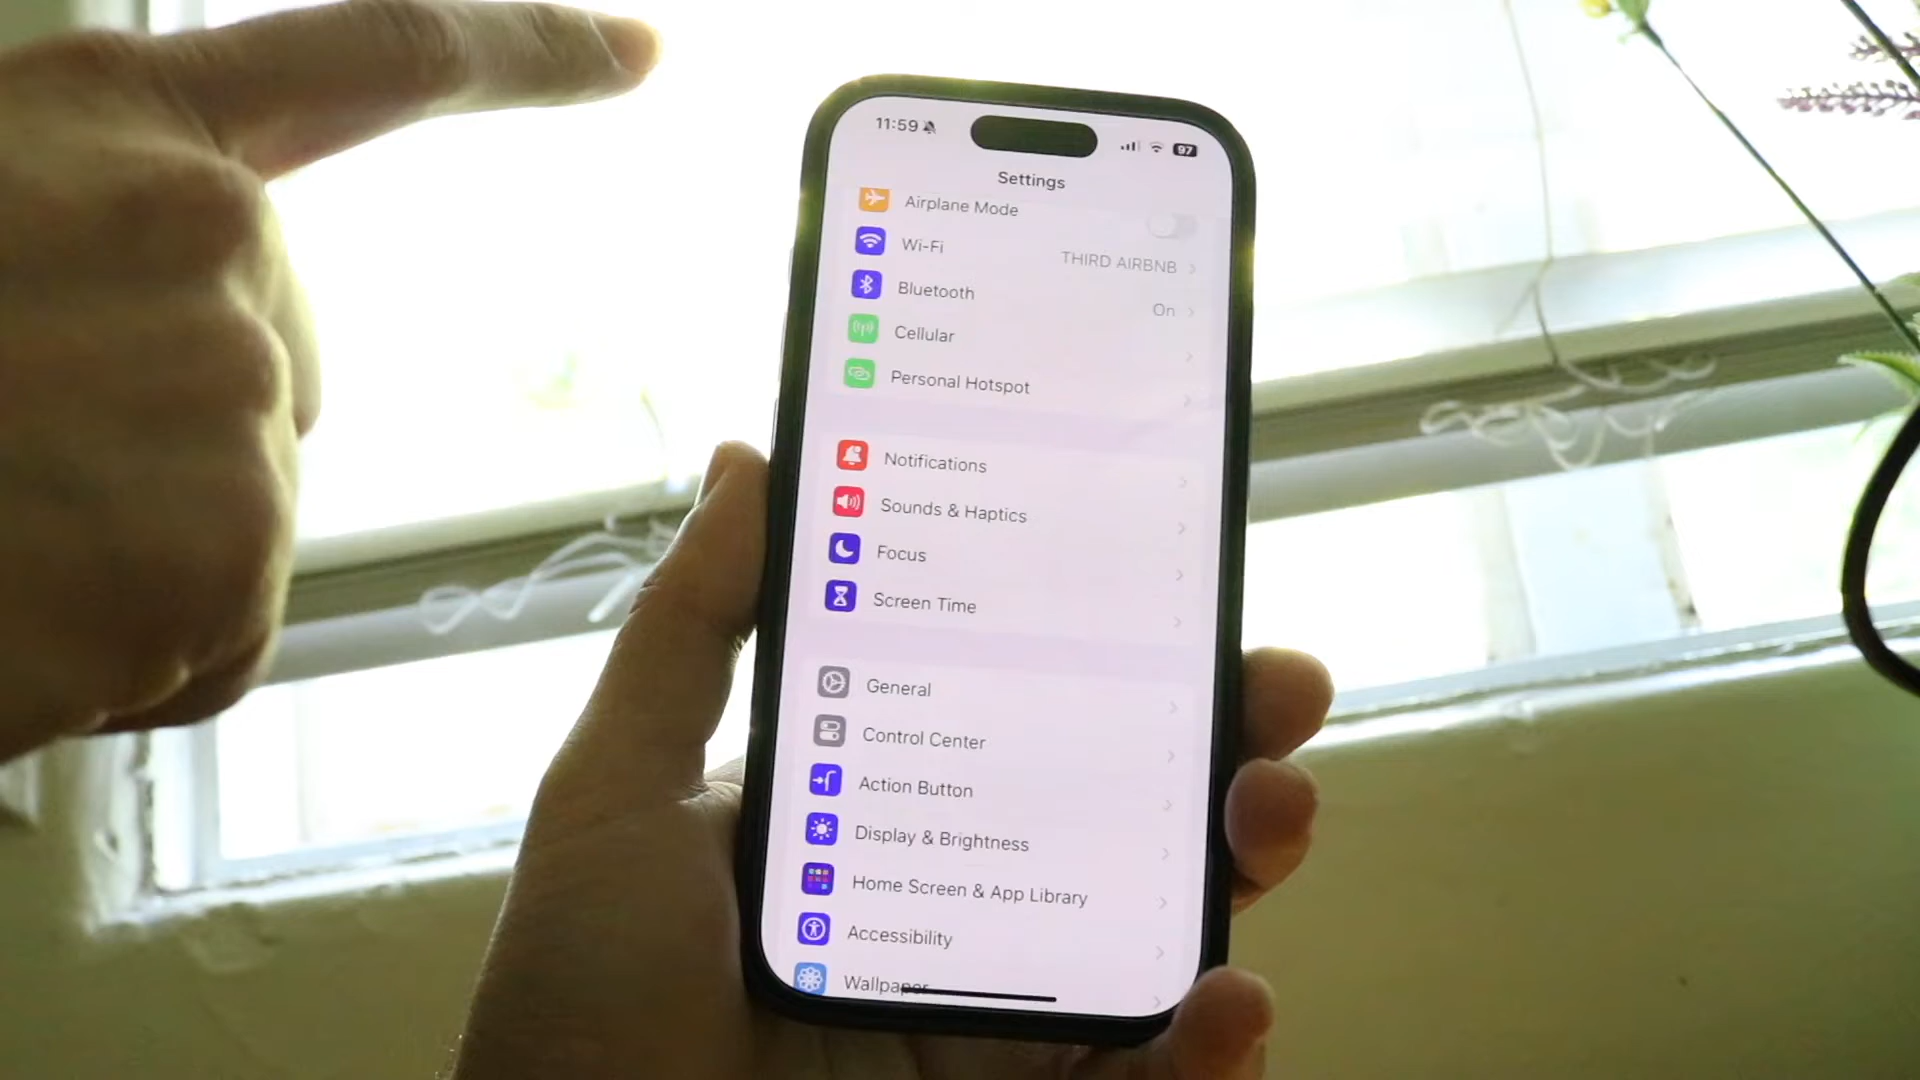 11:59
97
Settings
Airplane Mode
Wi-Fi THIRD AIRBNB
Bluetooth On
Cellular
Personal Hotspot
Notifications
Sounds & Haptics
Focus
Screen Time
General
Control Center
Action Button
Display & Brightness
Home Screen & App Library
Accessibility
Wallpaper